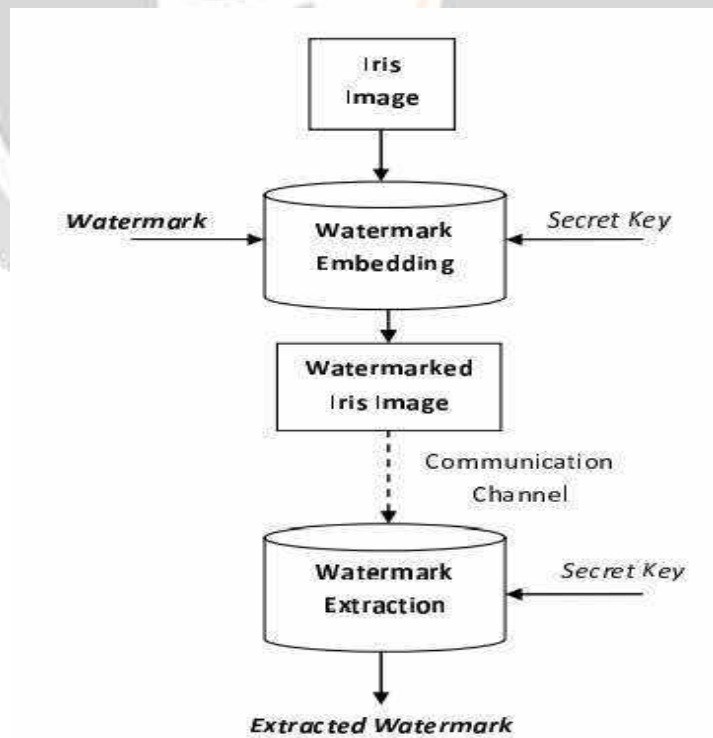 Iris
Image
Watermark
Watermark
Embedding
Secret Key
Watermarked
Iris Image
Communication
Channel
Watermark
Extraction
Secret Key
Extracted Watermark